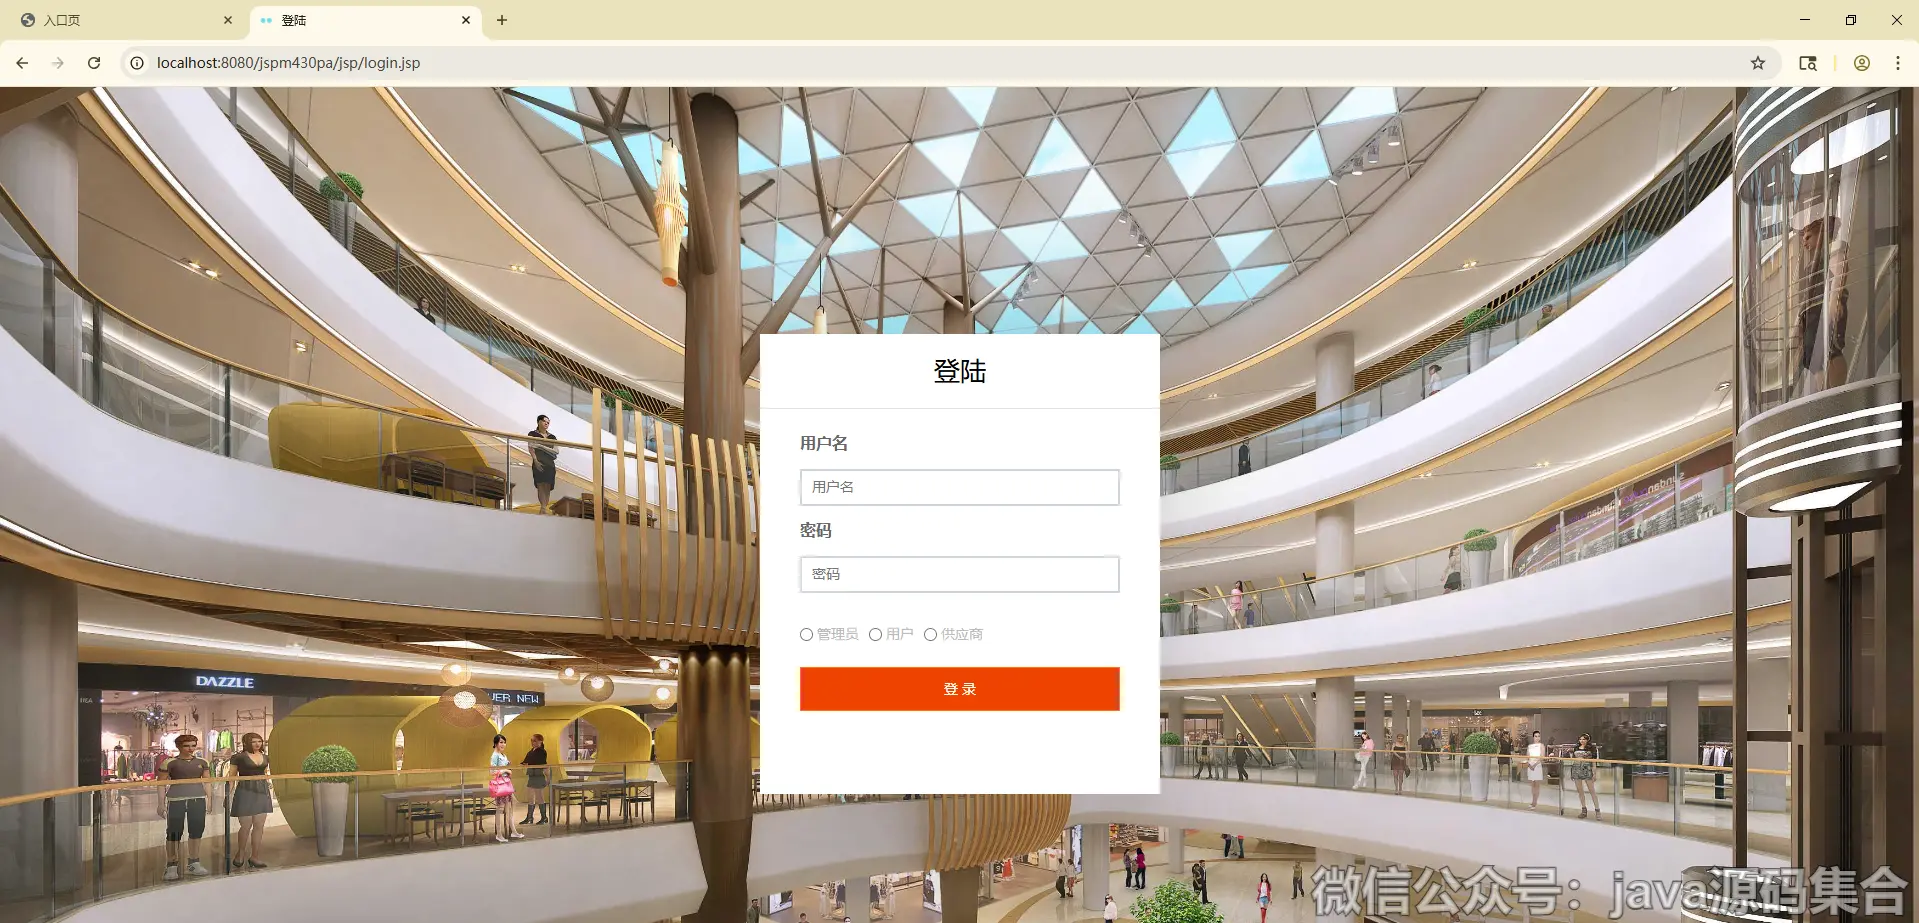 入口页
登陆
localhost:8080/jspm430pa/jsp/login.jsp
登陆
用户名
用户名
密码
密码
管理员 用户 供应商
登 录
DAZZLE
UER NEW
微信公众号：java源码集合